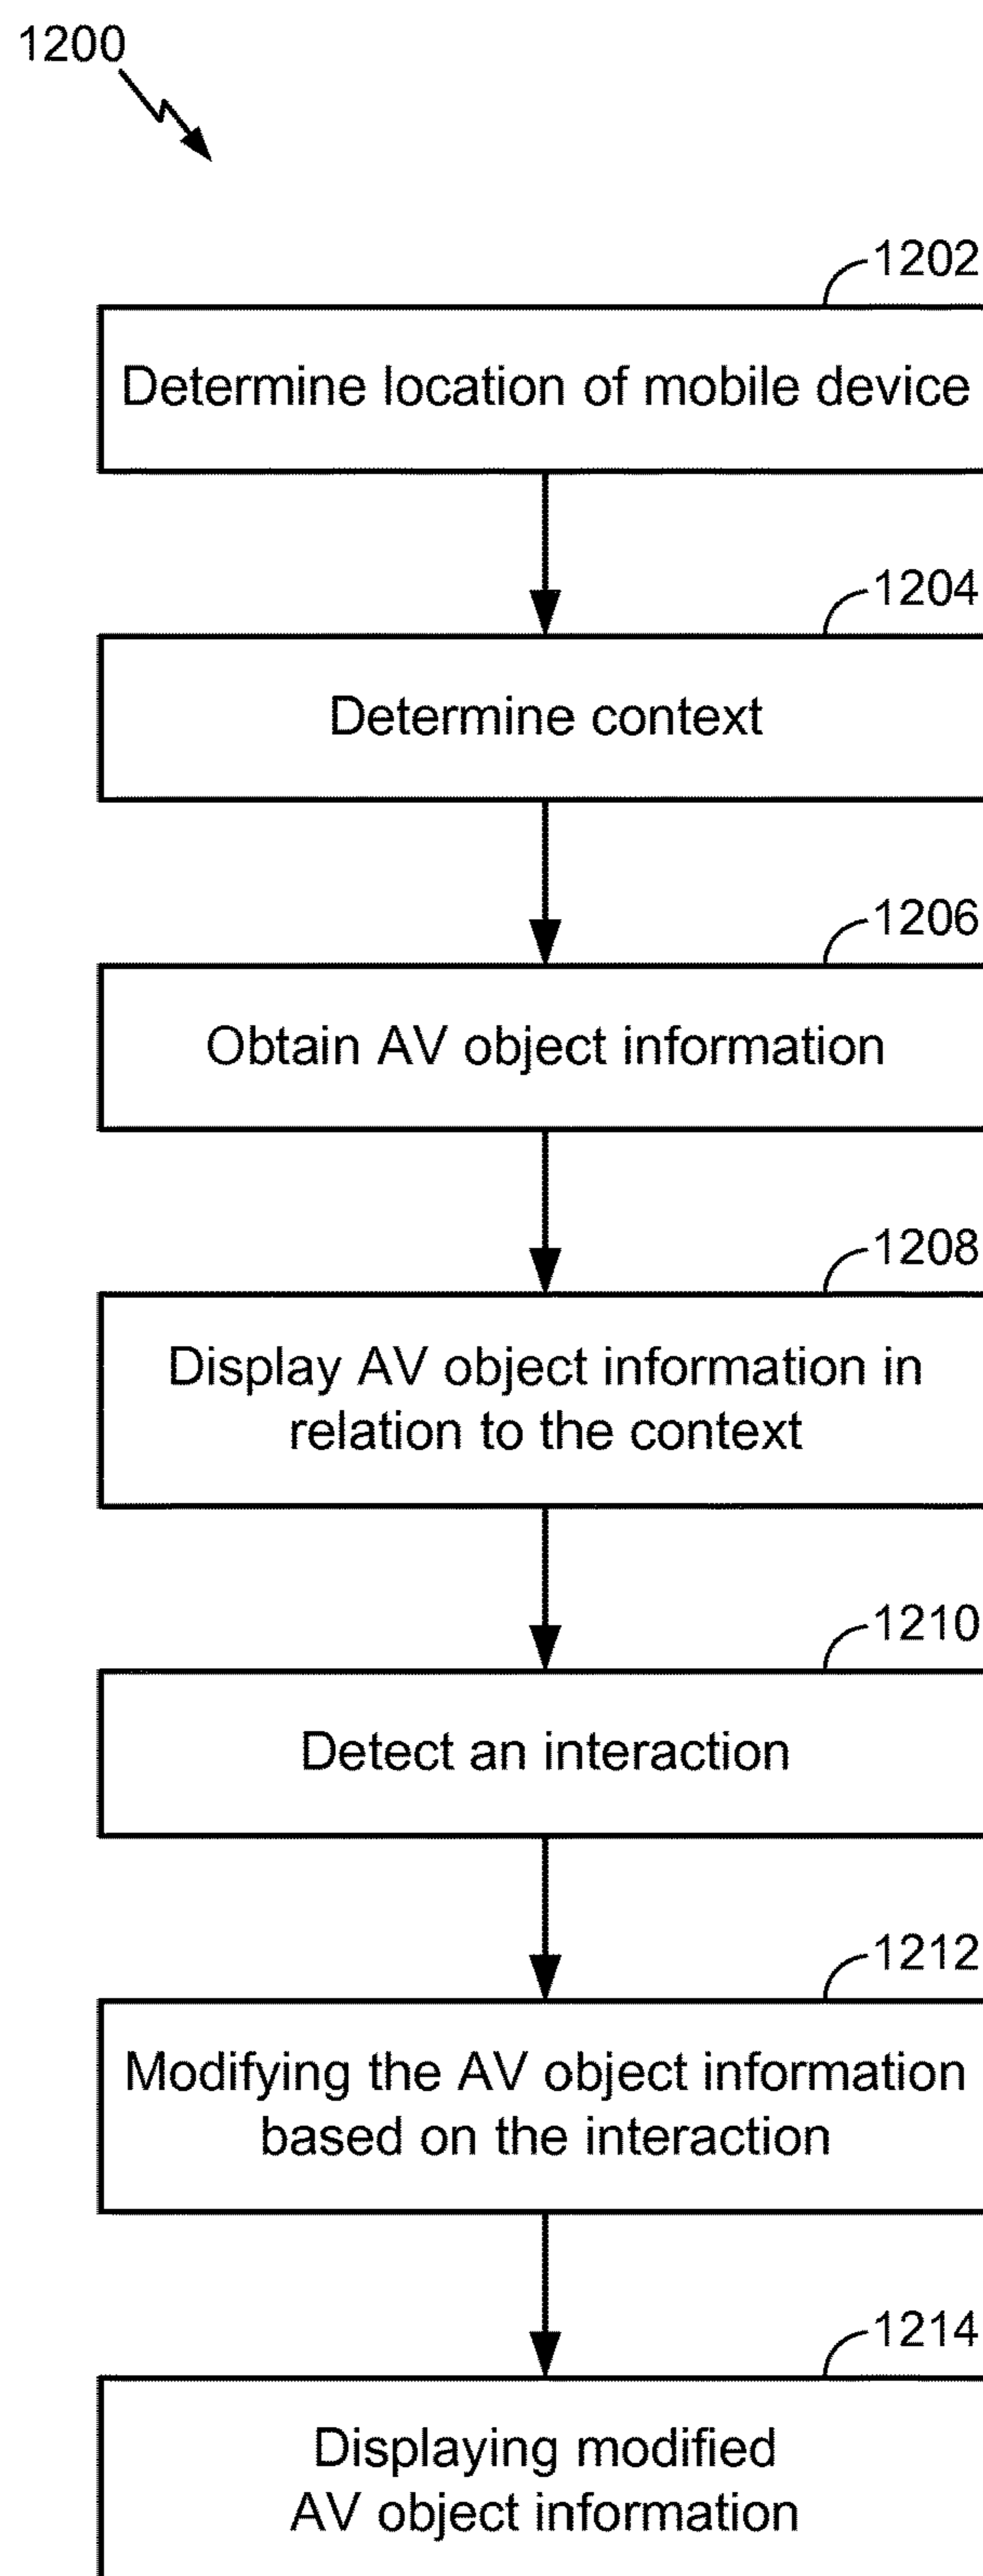 1200
1202
Determine location of mobile device
1204
Determine context
1206
Obtain AV object information
1208
Display AV object information in
relation to the context
1210
Detect an interaction
1212
Modifying the AV object information
based on the interaction
1214
Displaying modified
AV object information